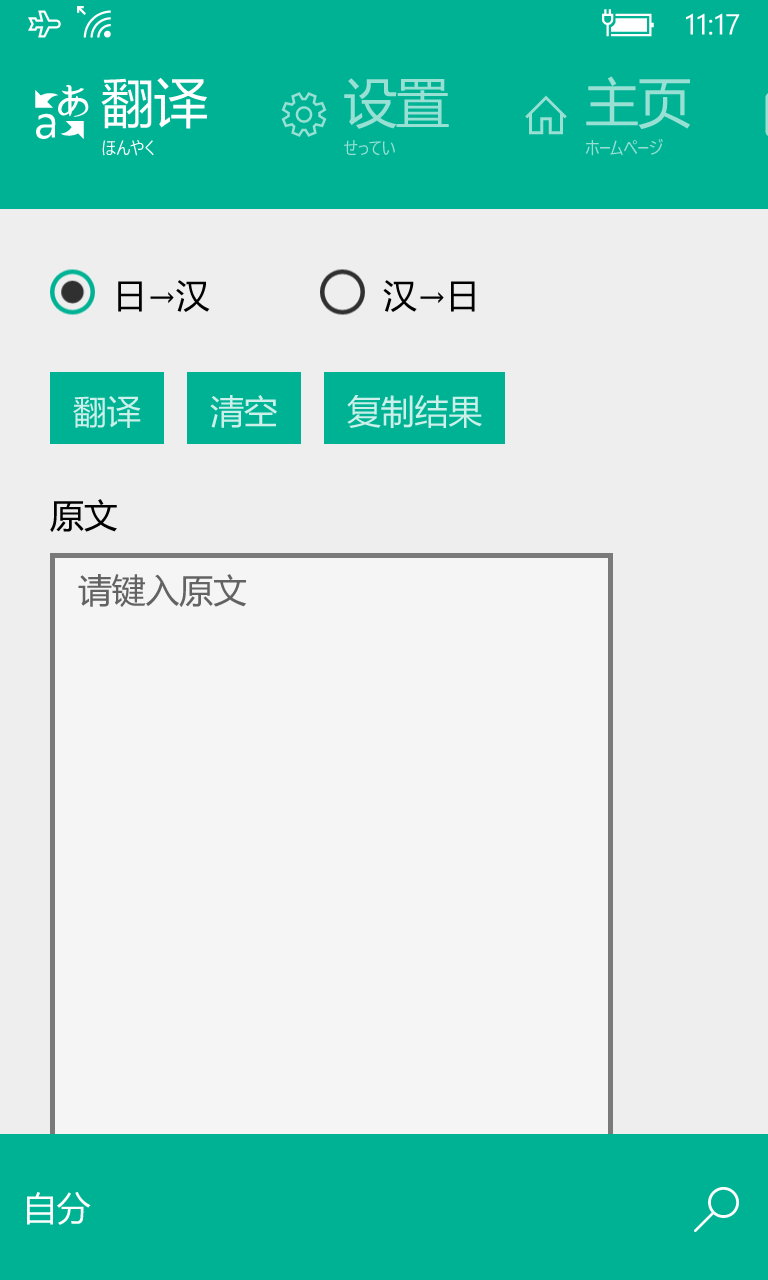 11:17
翻译 设置 主页
ほんやく せってい ホームページ
日→汉 汉→日
翻译 清空 复制结果
原文
请键入原文
自分